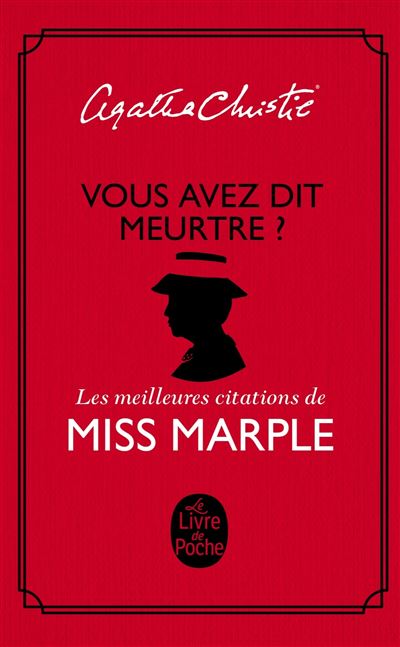 Agatha Christie®
VOUS AVEZ DIT
MEURTRE ?
Les meilleures citations de
MISS MARPLE
Le
Livre
de
Poche